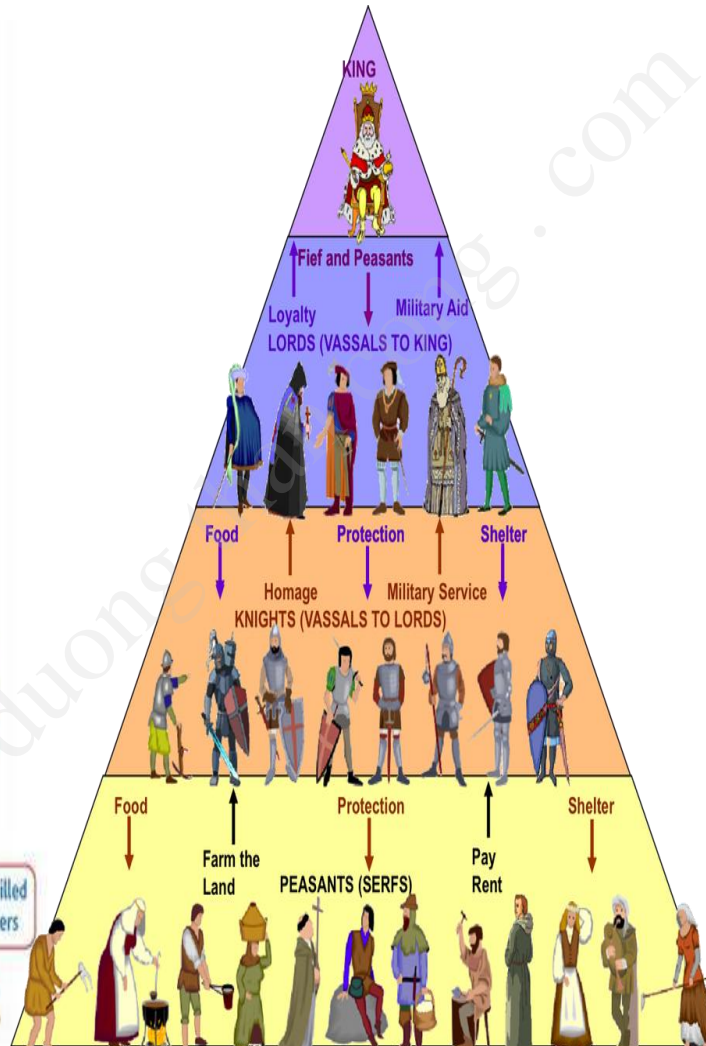 KING
Fief and Peasants
Loyalty
Military Aid
LORDS (VASSALS TO KING)
Food
Protection
Shelter
Homage
Military Service
KNIGHTS (VASSALS TO LORDS)
Food
Protection
Shelter
Farm the
Land
Pay
Rent
PEASANTS (SERFS)